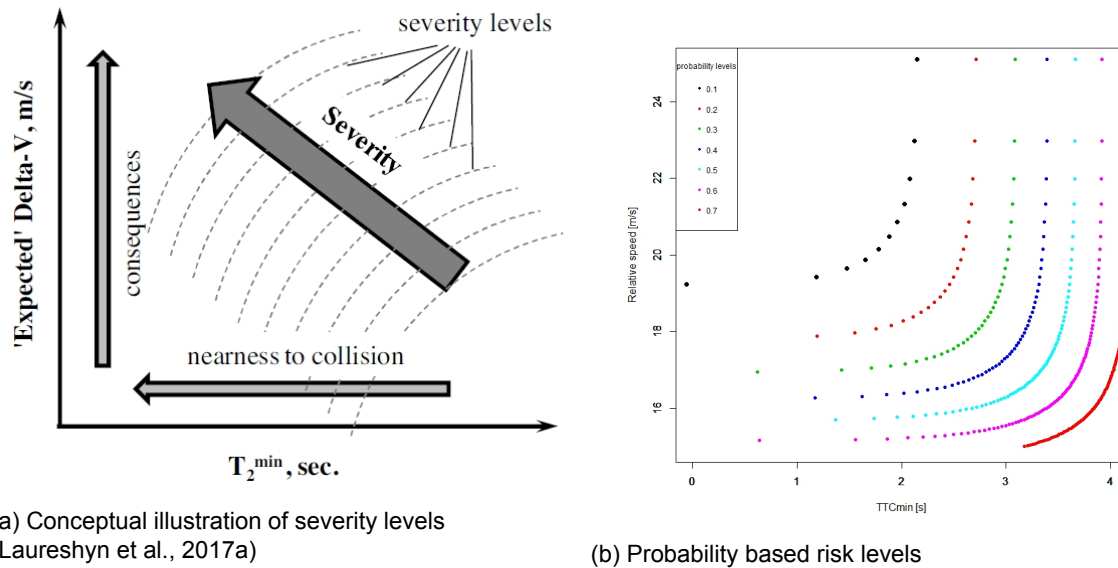 severity levels
Severity
consequences
'Expected' Delta-V, m/s
nearness to collision
T₂ᵐⁱⁿ, sec.
a) Conceptual illustration of severity levels
Laureshyn et al., 2017a)
probability levels
0.1
0.2
0.3
0.4
0.5
0.6
0.7
Relative speed [m/s]
24
22
20
18
16
0
1
2
3
4
TTCmin [s]
(b) Probability based risk levels